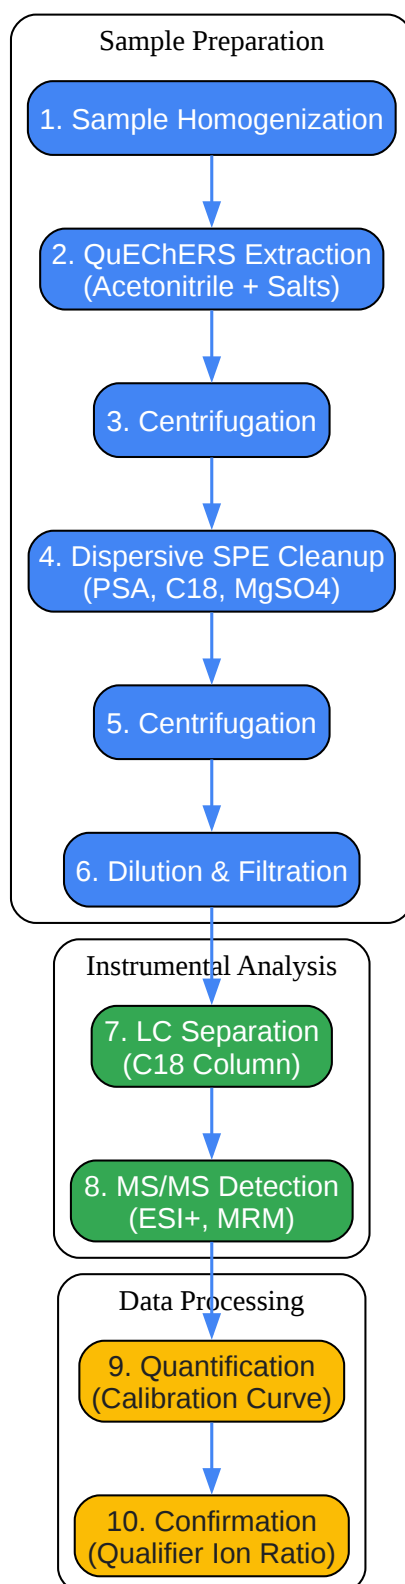 Sample Preparation
1. Sample Homogenization
2. QuEChERS Extraction
(Acetonitrile + Salts)
3. Centrifugation
4. Dispersive SPE Cleanup
(PSA, C18, MgSO4)
5. Centrifugation
6. Dilution & Filtration
Instrumental Analysis
7. LC Separation
(C18 Column)
8. MS/MS Detection
(ESI+, MRM)
Data Processing
9. Quantification
(Calibration Curve)
10. Confirmation
(Qualifier Ion Ratio)